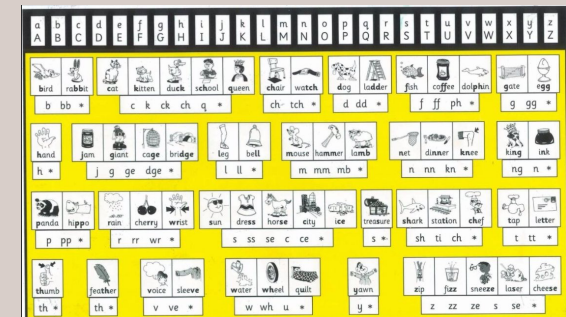 a b c d e f g h i j k l m n o p q r s t u v w x y z
A B C D E F G H I J K L M N O P Q R S T U V W X Y Z
bird rabbit cat kitten duck school queen chair watch dog ladder fish coffee dolphin gate egg
b bb * c k ck ch q * ch tch * d dd * f ff ph * g gg *
hand jam giant cage bridge leg bell mouse hammer lamb net dinner knee king ink
h * j g ge dge * l ll * m mm mb * n nn kn * ng n *
panda hippo rain cherry wrist sun dress horse city ice treasure shark station chef tap letter
p pp * r rr wr * s ss se c ce * s * sh ti ch * t tt *
thumb feather voice sleeve water wheel quilt yawn zip fizz sneeze laser cheese
th * th * v ve * w wh u * y * z zz ze s se *